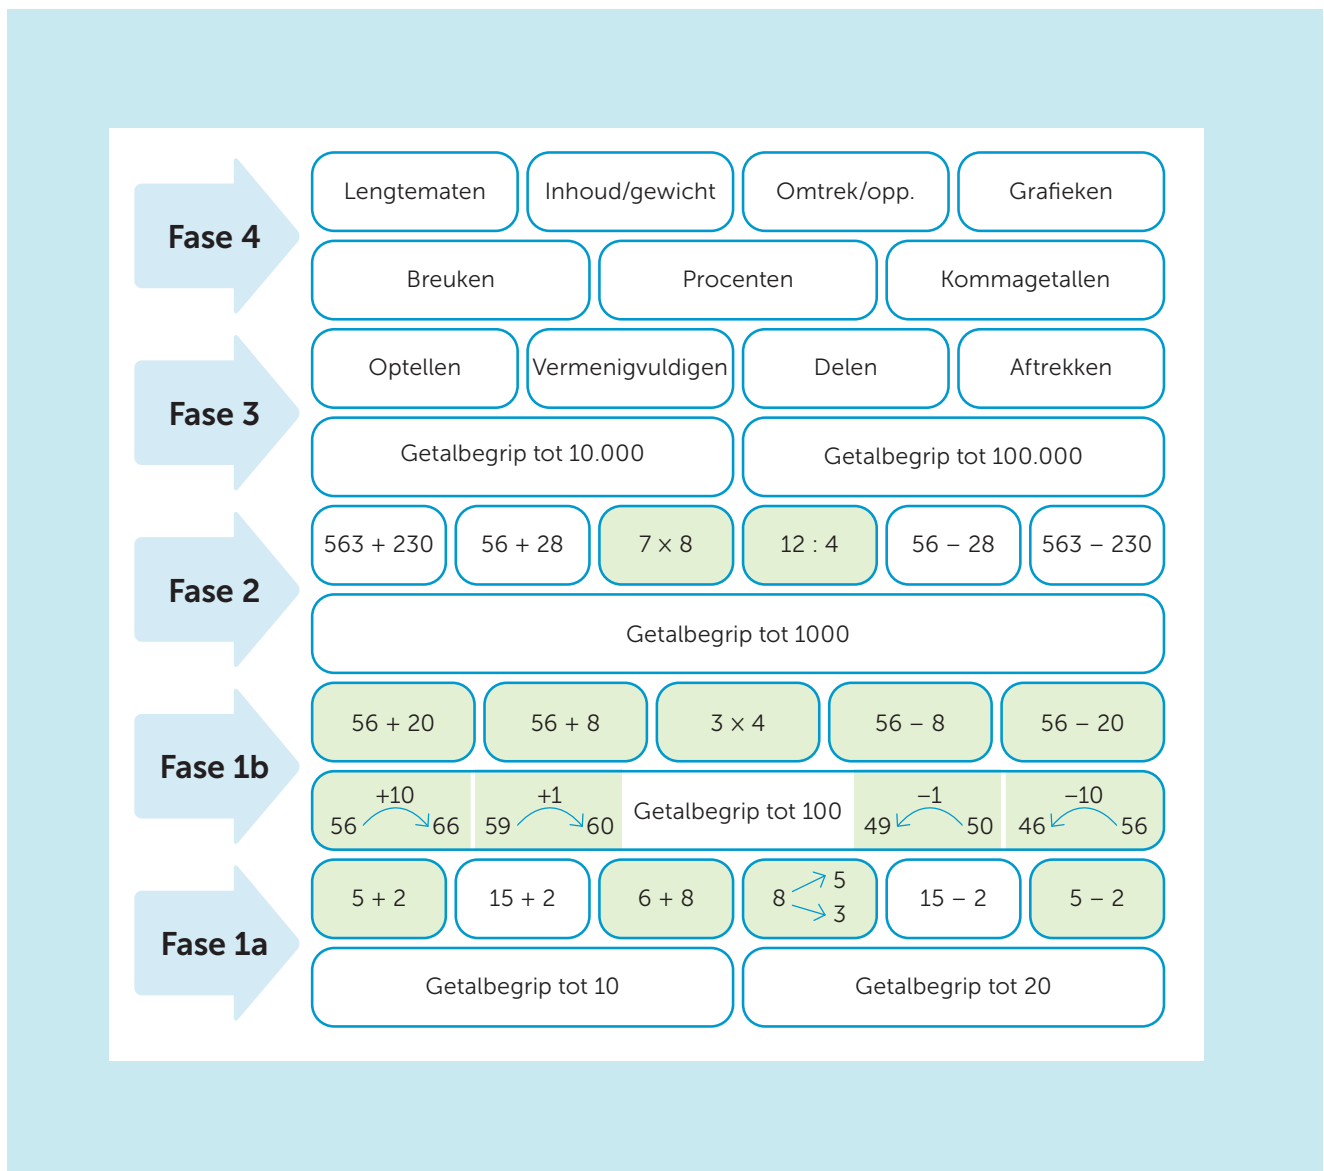 Fase 4
Lengtematen Inhoud/gewicht Omtrek/opp. Grafieken
Breuken Procenten Kommagetallen
Fase 3
Optellen Vermenigvuldigen Delen Aftrekken
Getalbegrip tot 10.000 Getalbegrip tot 100.000
Fase 2
563 + 230 56 + 28 7 × 8 12 : 4 56 – 28 563 – 230
Getalbegrip tot 1000
Fase 1b
56 + 20 56 + 8 3 × 4 56 – 8 56 – 20
+10 +1 Getalbegrip tot 100 –1 –10
56 66 59 60 49 50 46 56
Fase 1a
5 + 2 15 + 2 6 + 8 8 5 3 15 – 2 5 – 2
Getalbegrip tot 10 Getalbegrip tot 20